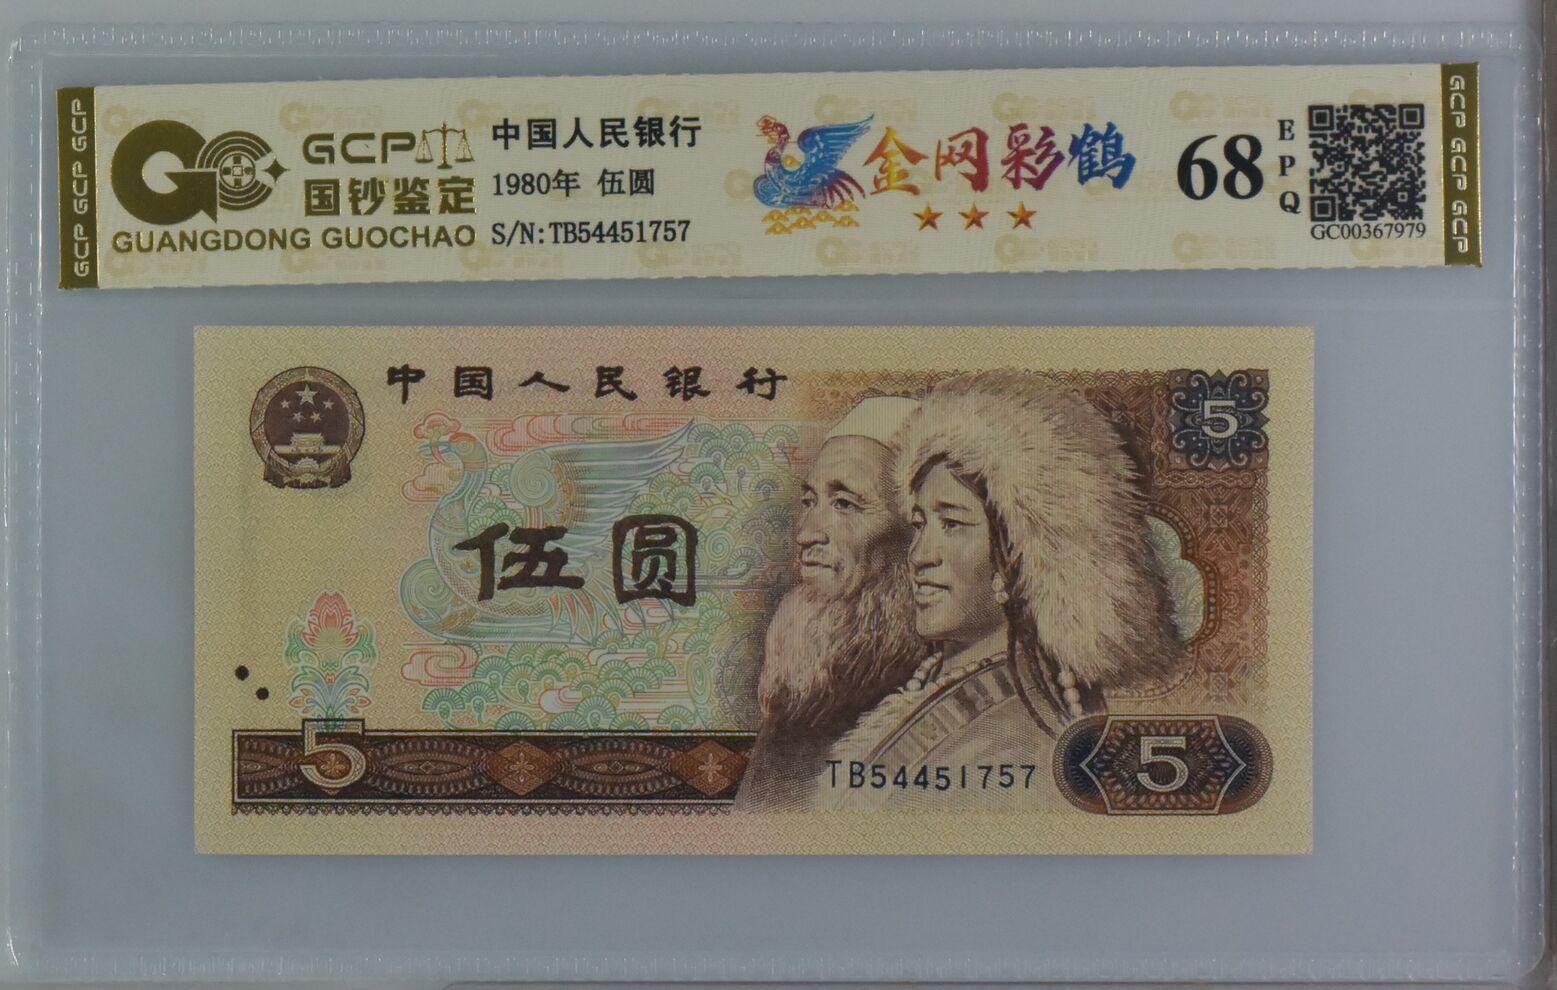 GCP GCP GCP
GCP
国钞鉴定
GUANGDONG GUOCHAO
中国人民银行
1980年 伍圆
S/N:TB54451757
金网彩鹤
68
EPQ
GC00367979
GCP GCP GCP
中国人民银行
5
伍圆
5
TB54451757
5